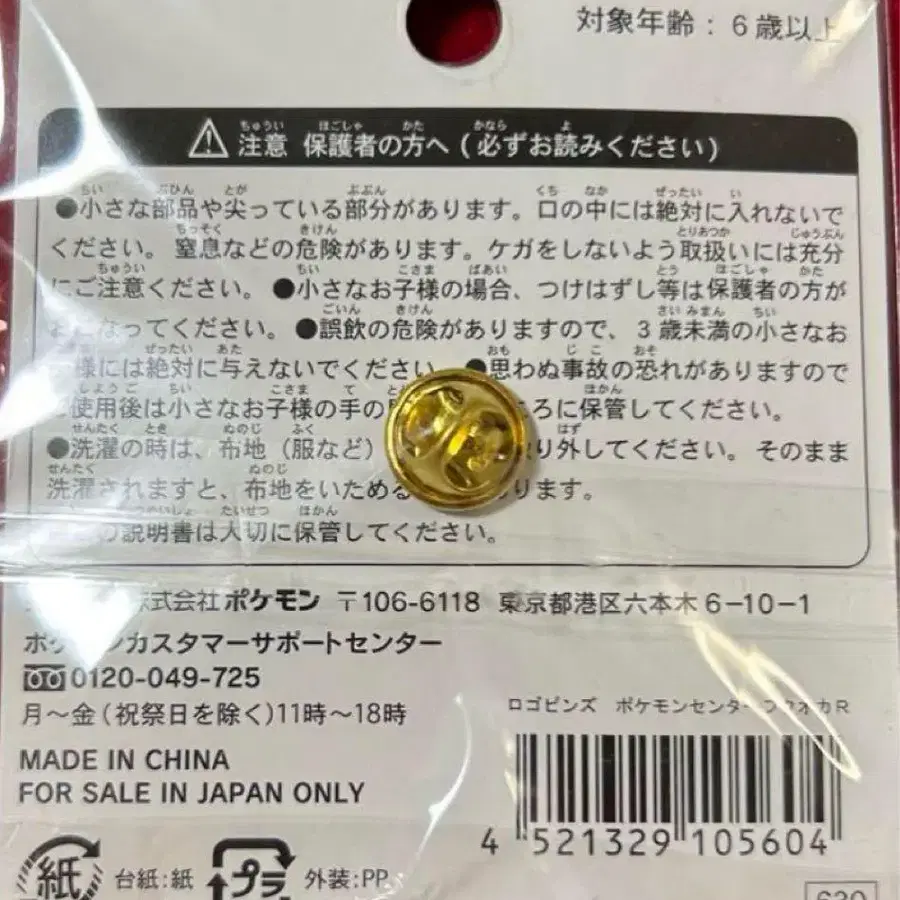 対象年齢：6歳以上
注意 保護者の方へ(必ずお読みください)
●小さな部品や尖っている部分があります。口の中には絶対に入れないで
ください。窒息などの危険があります。ケガをしないよう取扱いには充分
にご注意ください。●小さなお子様の場合、つけはずし等は保護者の方が
なってください。●誤飲の危険がありますので、3歳未満の小さなお
様には絶対に与えないでください。●思わぬ事故の恐れがありますので
使用後は小さなお子様の手の ころに保管してください。
●洗濯の時は、布地（服など） り外してください。そのまま
洗濯されますと、布地をいためる ります。
の説明書は大切に保管してください。
株式会社ポケモン 〒106-6118 東京都港区六本木6-10-1
ポケモンカスタマーサポートセンター
0120-049-725
月～金(祝祭日を除く)11時～18時
ロゴピンズ ポケモンセンターフクオカR
MADE IN CHINA
FOR SALE IN JAPAN ONLY
4 521329 105604
紙 台紙:紙 プラ 外装:PP
630